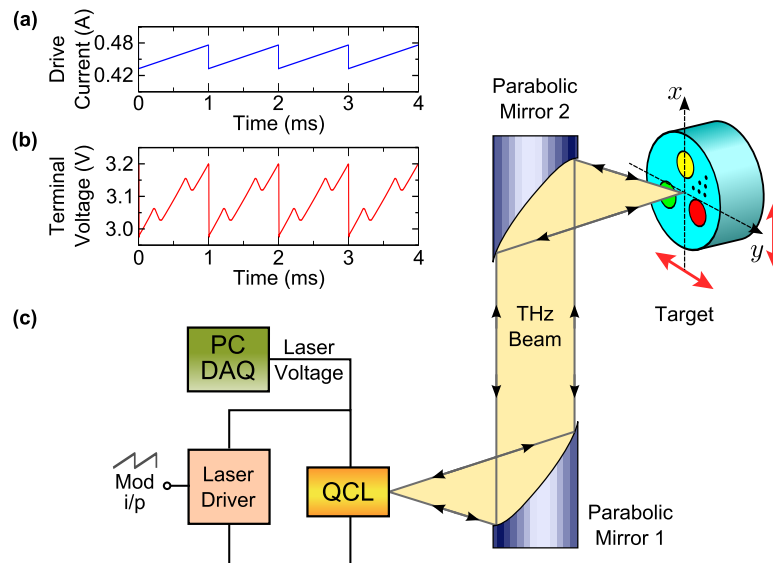 (a)
Drive
Current (A)
0.48
0.42
0 1 2 3 4
Time (ms)
(b)
Terminal
Voltage (V)
3.2
3.1
3.0
0 1 2 3 4
Time (ms)
(c)
PC
DAQ
Laser
Voltage
Mod
i/p
Laser
Driver
QCL
Parabolic
Mirror 2
THz
Beam
Parabolic
Mirror 1
x
y
Target